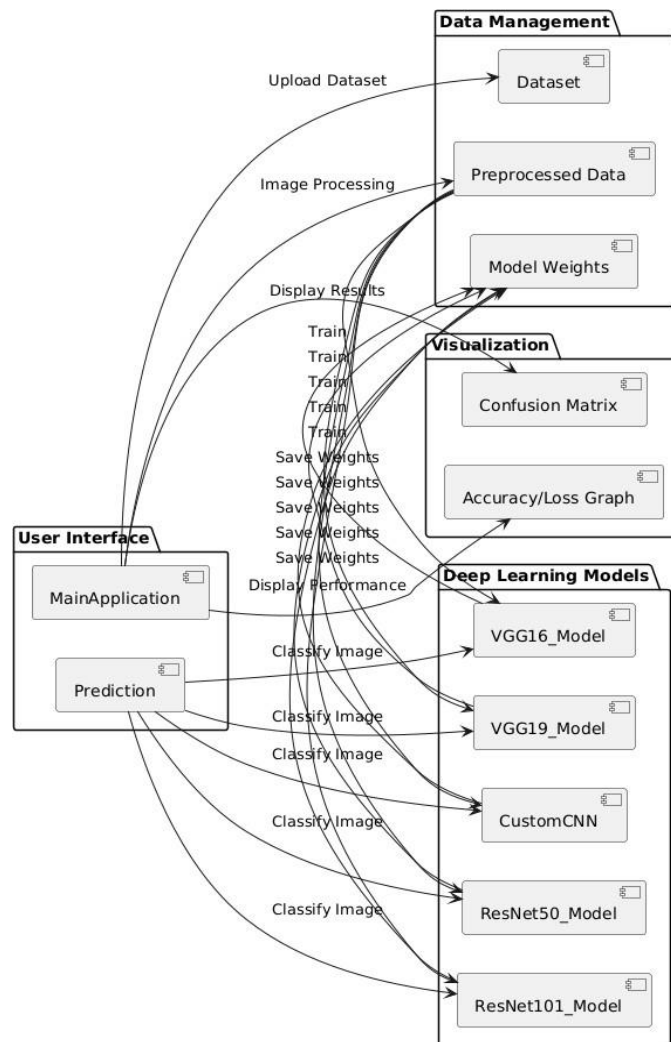 Data Management
Dataset
Upload Dataset
Preprocessed Data
Image Processing
Model Weights
Display Results
Visualization
Train
Train
Train
Train
Train
Confusion Matrix
Save Weights
Save Weights
Save Weights
Save Weights
Save Weights
Accuracy/Loss Graph
User Interface
MainApplication
Display Performance
Deep Learning Models
VGG16_Model
Classify Image
Prediction
VGG19_Model
Classify Image
Classify Image
CustomCNN
Classify Image
ResNet50_Model
Classify Image
ResNet101_Model